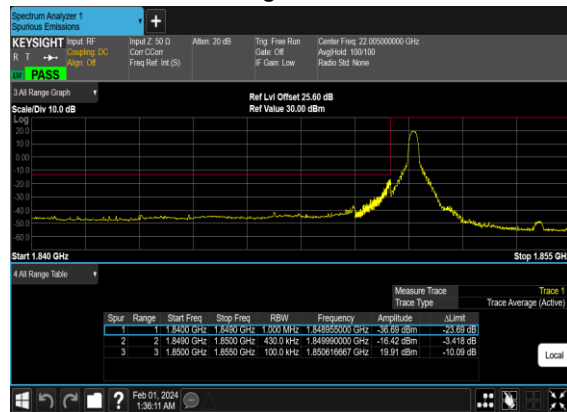 Spectrum Analyzer 1
Spurious Emissions
KEYSIGHT Input: RF Input Z: 50 Ω Atten: 20 dB Trig: Free Run Center Freq: 22.005000000 GHz
R T Coupling: DC Corr CCorr Gate: Off Avg|Hold: 100/100
Align: Off Freq Ref: Int (S) IF Gain: Low Radio Std: None
LXI PASS
3 All Range Graph
Ref Lvl Offset 25.60 dB
Scale/Div 10.0 dB Ref Value 30.00 dBm
Log
20.0
10.0
0.00
-10.0
-20.0
-30.0
-40.0
-50.0
-60.0
Start 1.840 GHz Stop 1.855 GH
4 All Range Table
Measure Trace Trace 1
Trace Type Trace Average (Active)
Spur Range Start Freq Stop Freq RBW Frequency Amplitude ΔLimit
1 1 1.8400 GHz 1.8490 GHz 1.000 MHz 1.848955000 GHz -36.69 dBm -23.69 dB
2 2 1.8490 GHz 1.8500 GHz 430.0 kHz 1.849990000 GHz -16.42 dBm -3.418 dB
3 3 1.8500 GHz 1.8550 GHz 100.0 kHz 1.850616667 GHz 19.91 dBm -10.09 dB
Local
? Feb 01, 2024
1:36:11 AM